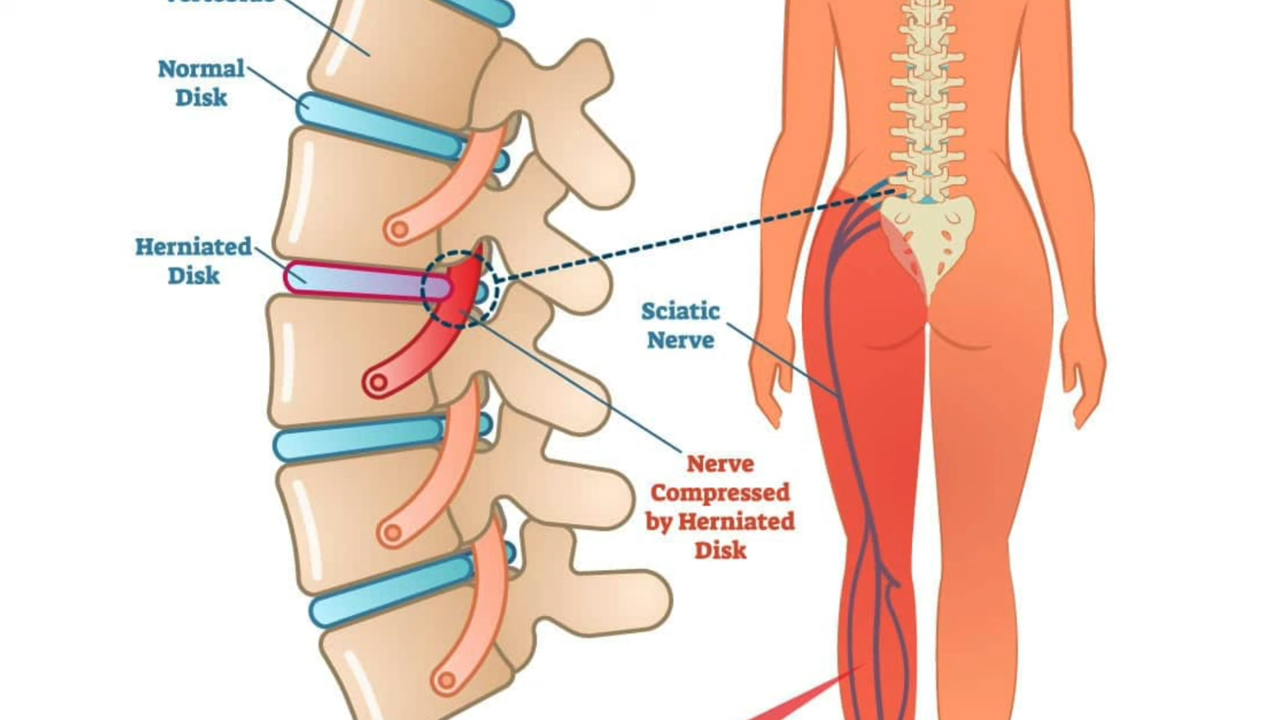 Normal
Disk
Herniated
Disk
Sciatic
Nerve
Nerve
Compressed
by Herniated
Disk